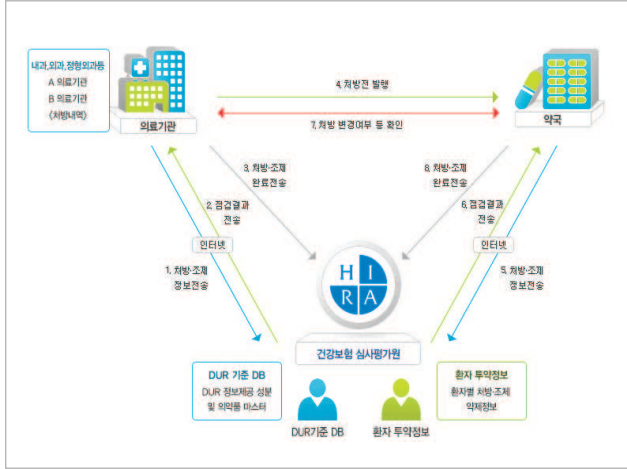 내과,외과,정형외과등
A 의료기관
B 의료기관
(처방내역)
의료기관
4. 처방전 발행
7. 처방 변경여부 등 확인
약국
3. 처방·조제
완료전송
8. 처방·조제
완료전송
2. 점검결과
전송
6. 점검결과
전송
인터넷
인터넷
1. 처방·조제
정보전송
5. 처방·조제
정보전송
H I
R A
건강보험 심사평가원
DUR 기준 DB
DUR 정보제공 성분
및 의약품 마스터
환자 투약정보
환자별 처방·조제
약제정보
DUR기준 DB
환자 투약정보